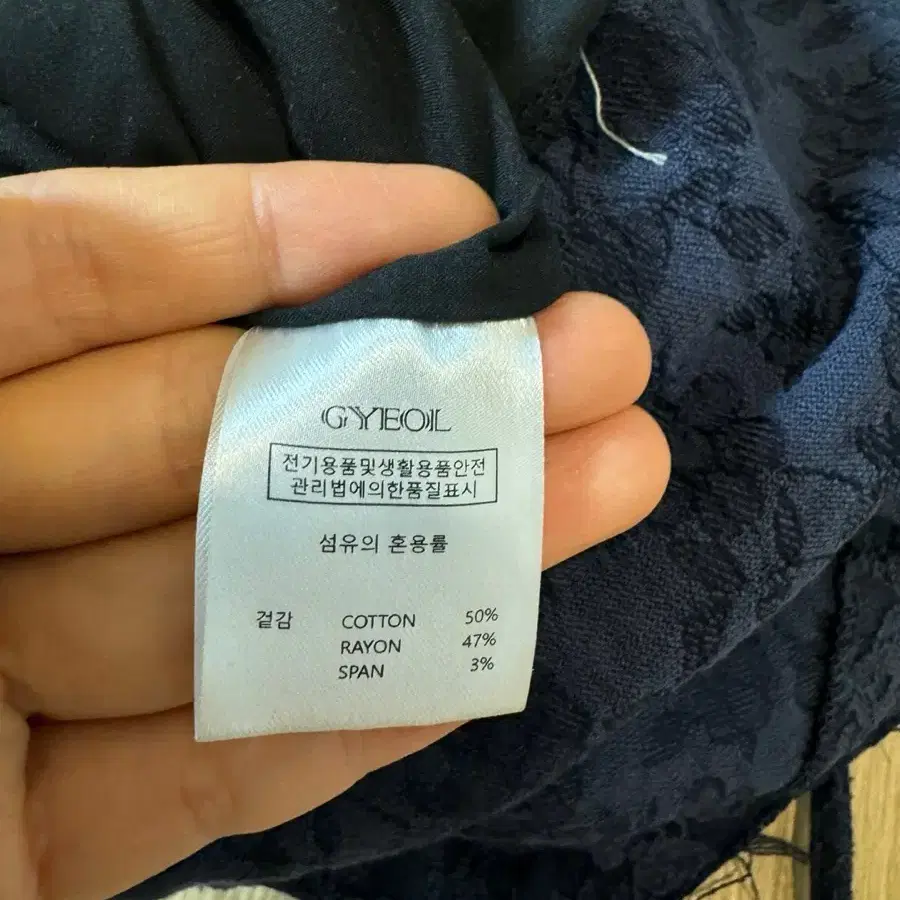 GYEOL
전기용품및생활용품안전
관리법에의한품질표시
섬유의 혼용률
겉감 COTTON 50%
RAYON 47%
SPAN 3%